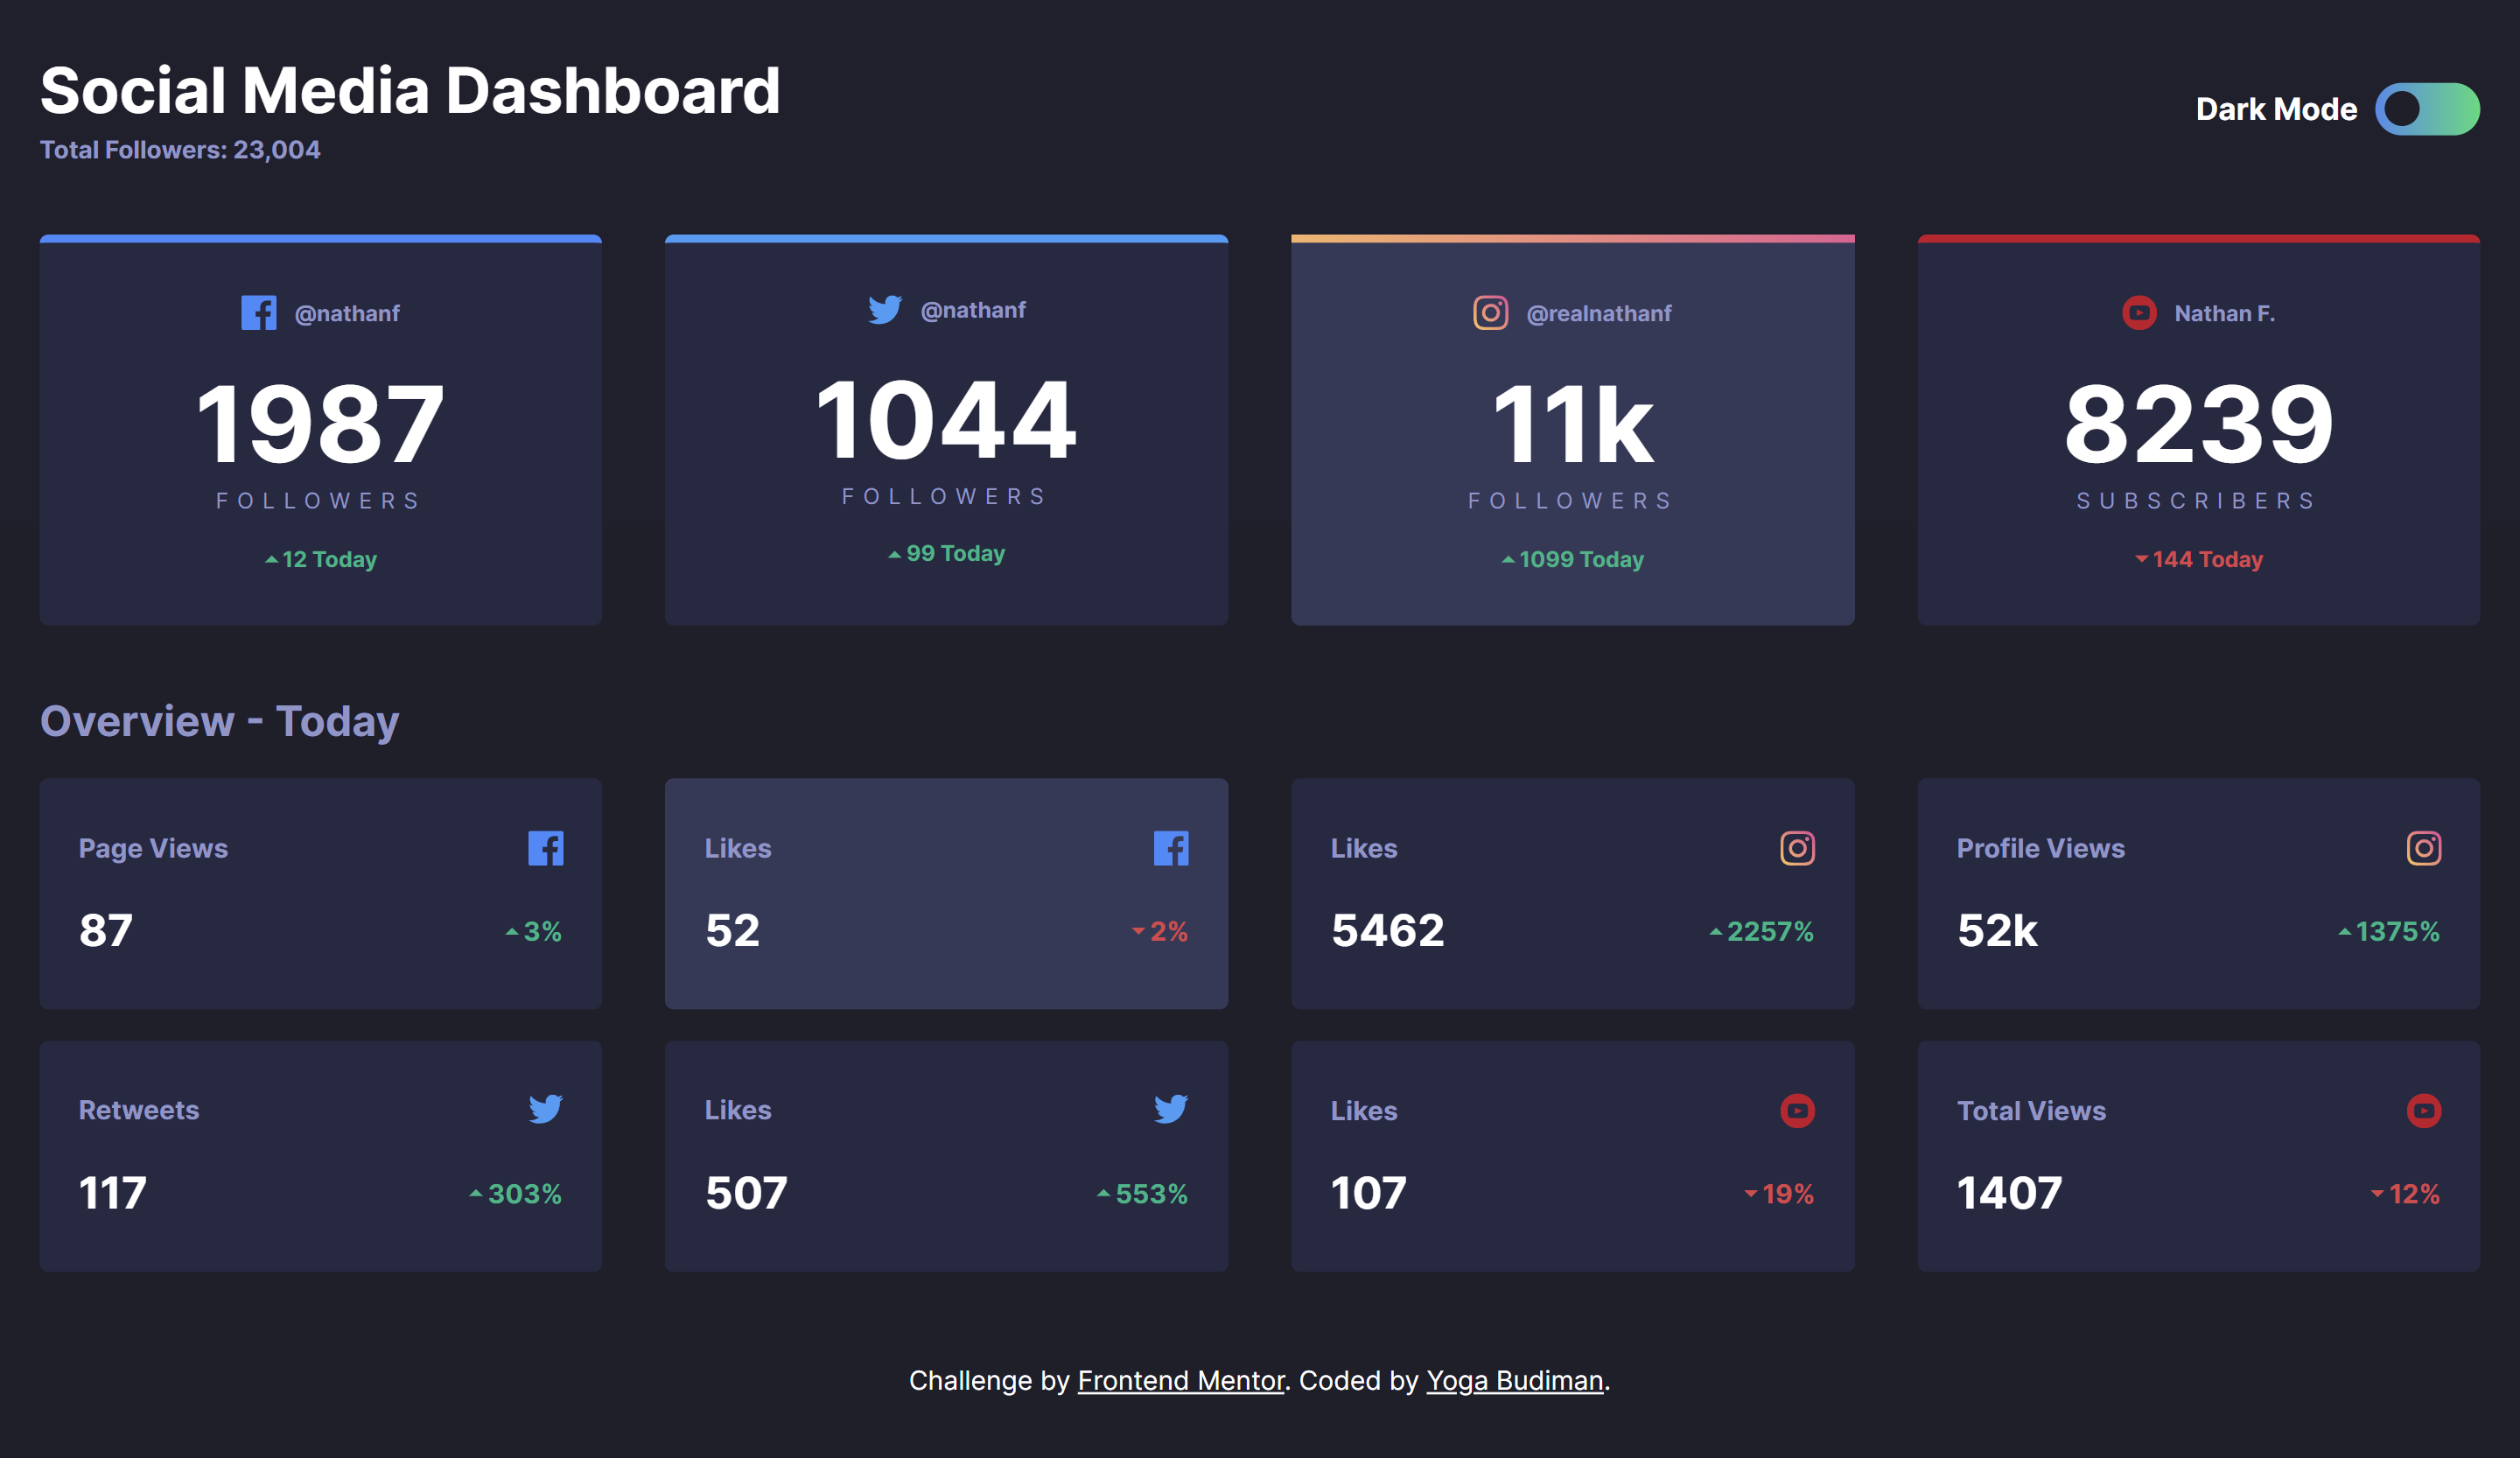 Social Media Dashboard
Total Followers: 23,004
Dark Mode
@nathanf
1987
FOLLOWERS
12 Today
@nathanf
1044
FOLLOWERS
99 Today
@realnathanf
11k
FOLLOWERS
1099 Today
Nathan F.
8239
SUBSCRIBERS
144 Today
Overview - Today
Page Views
87
3%
Likes
52
2%
Likes
5462
2257%
Profile Views
52k
1375%
Retweets
117
303%
Likes
507
553%
Likes
107
19%
Total Views
1407
12%
Challenge by Frontend Mentor. Coded by Yoga Budiman.